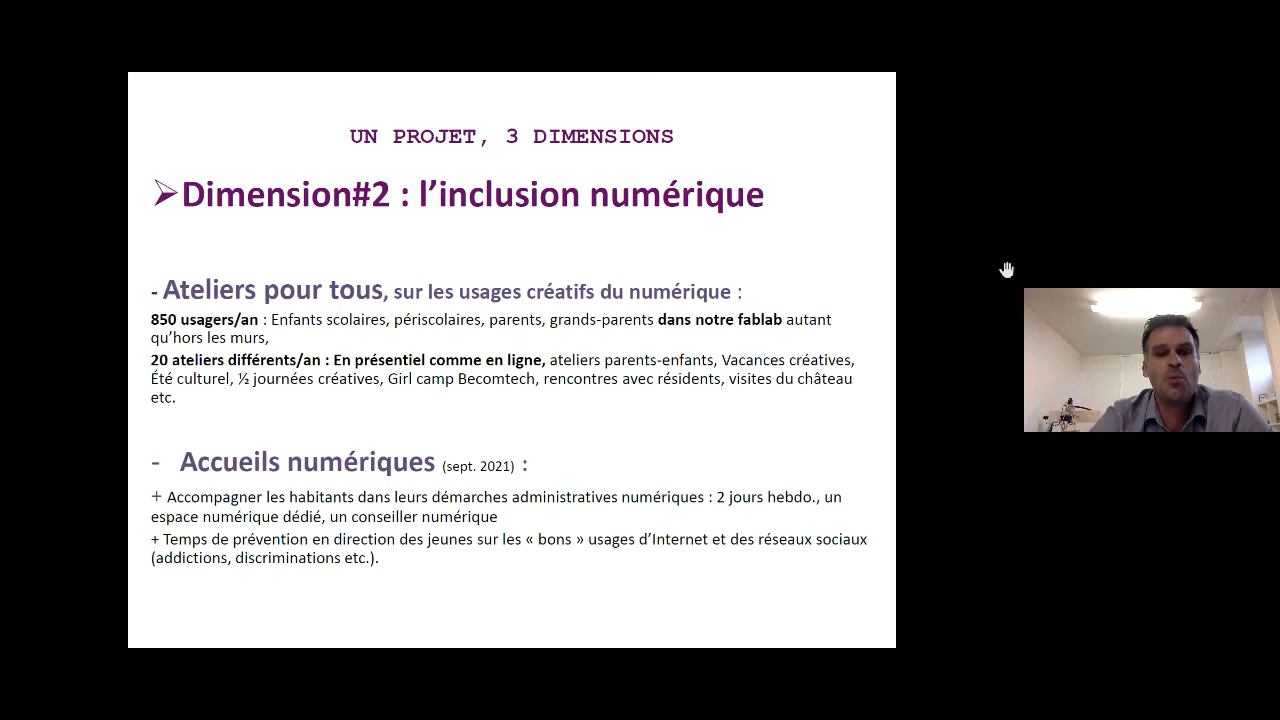 UN PROJET, 3 DIMENSIONS
➢Dimension#2 : l’inclusion numérique
- Ateliers pour tous, sur les usages créatifs du numérique :
850 usagers/an : Enfants scolaires, périscolaires, parents, grands-parents dans notre fablab autant
qu’hors les murs,
20 ateliers différents/an : En présentiel comme en ligne, ateliers parents-enfants, Vacances créatives,
Été culturel, ½ journées créatives, Girl camp Becomtech, rencontres avec résidents, visites du château
etc.
- Accueils numériques (sept. 2021) :
+ Accompagner les habitants dans leurs démarches administratives numériques : 2 jours hebdo., un
espace numérique dédié, un conseiller numérique
+ Temps de prévention en direction des jeunes sur les « bons » usages d’Internet et des réseaux sociaux
(addictions, discriminations etc.).